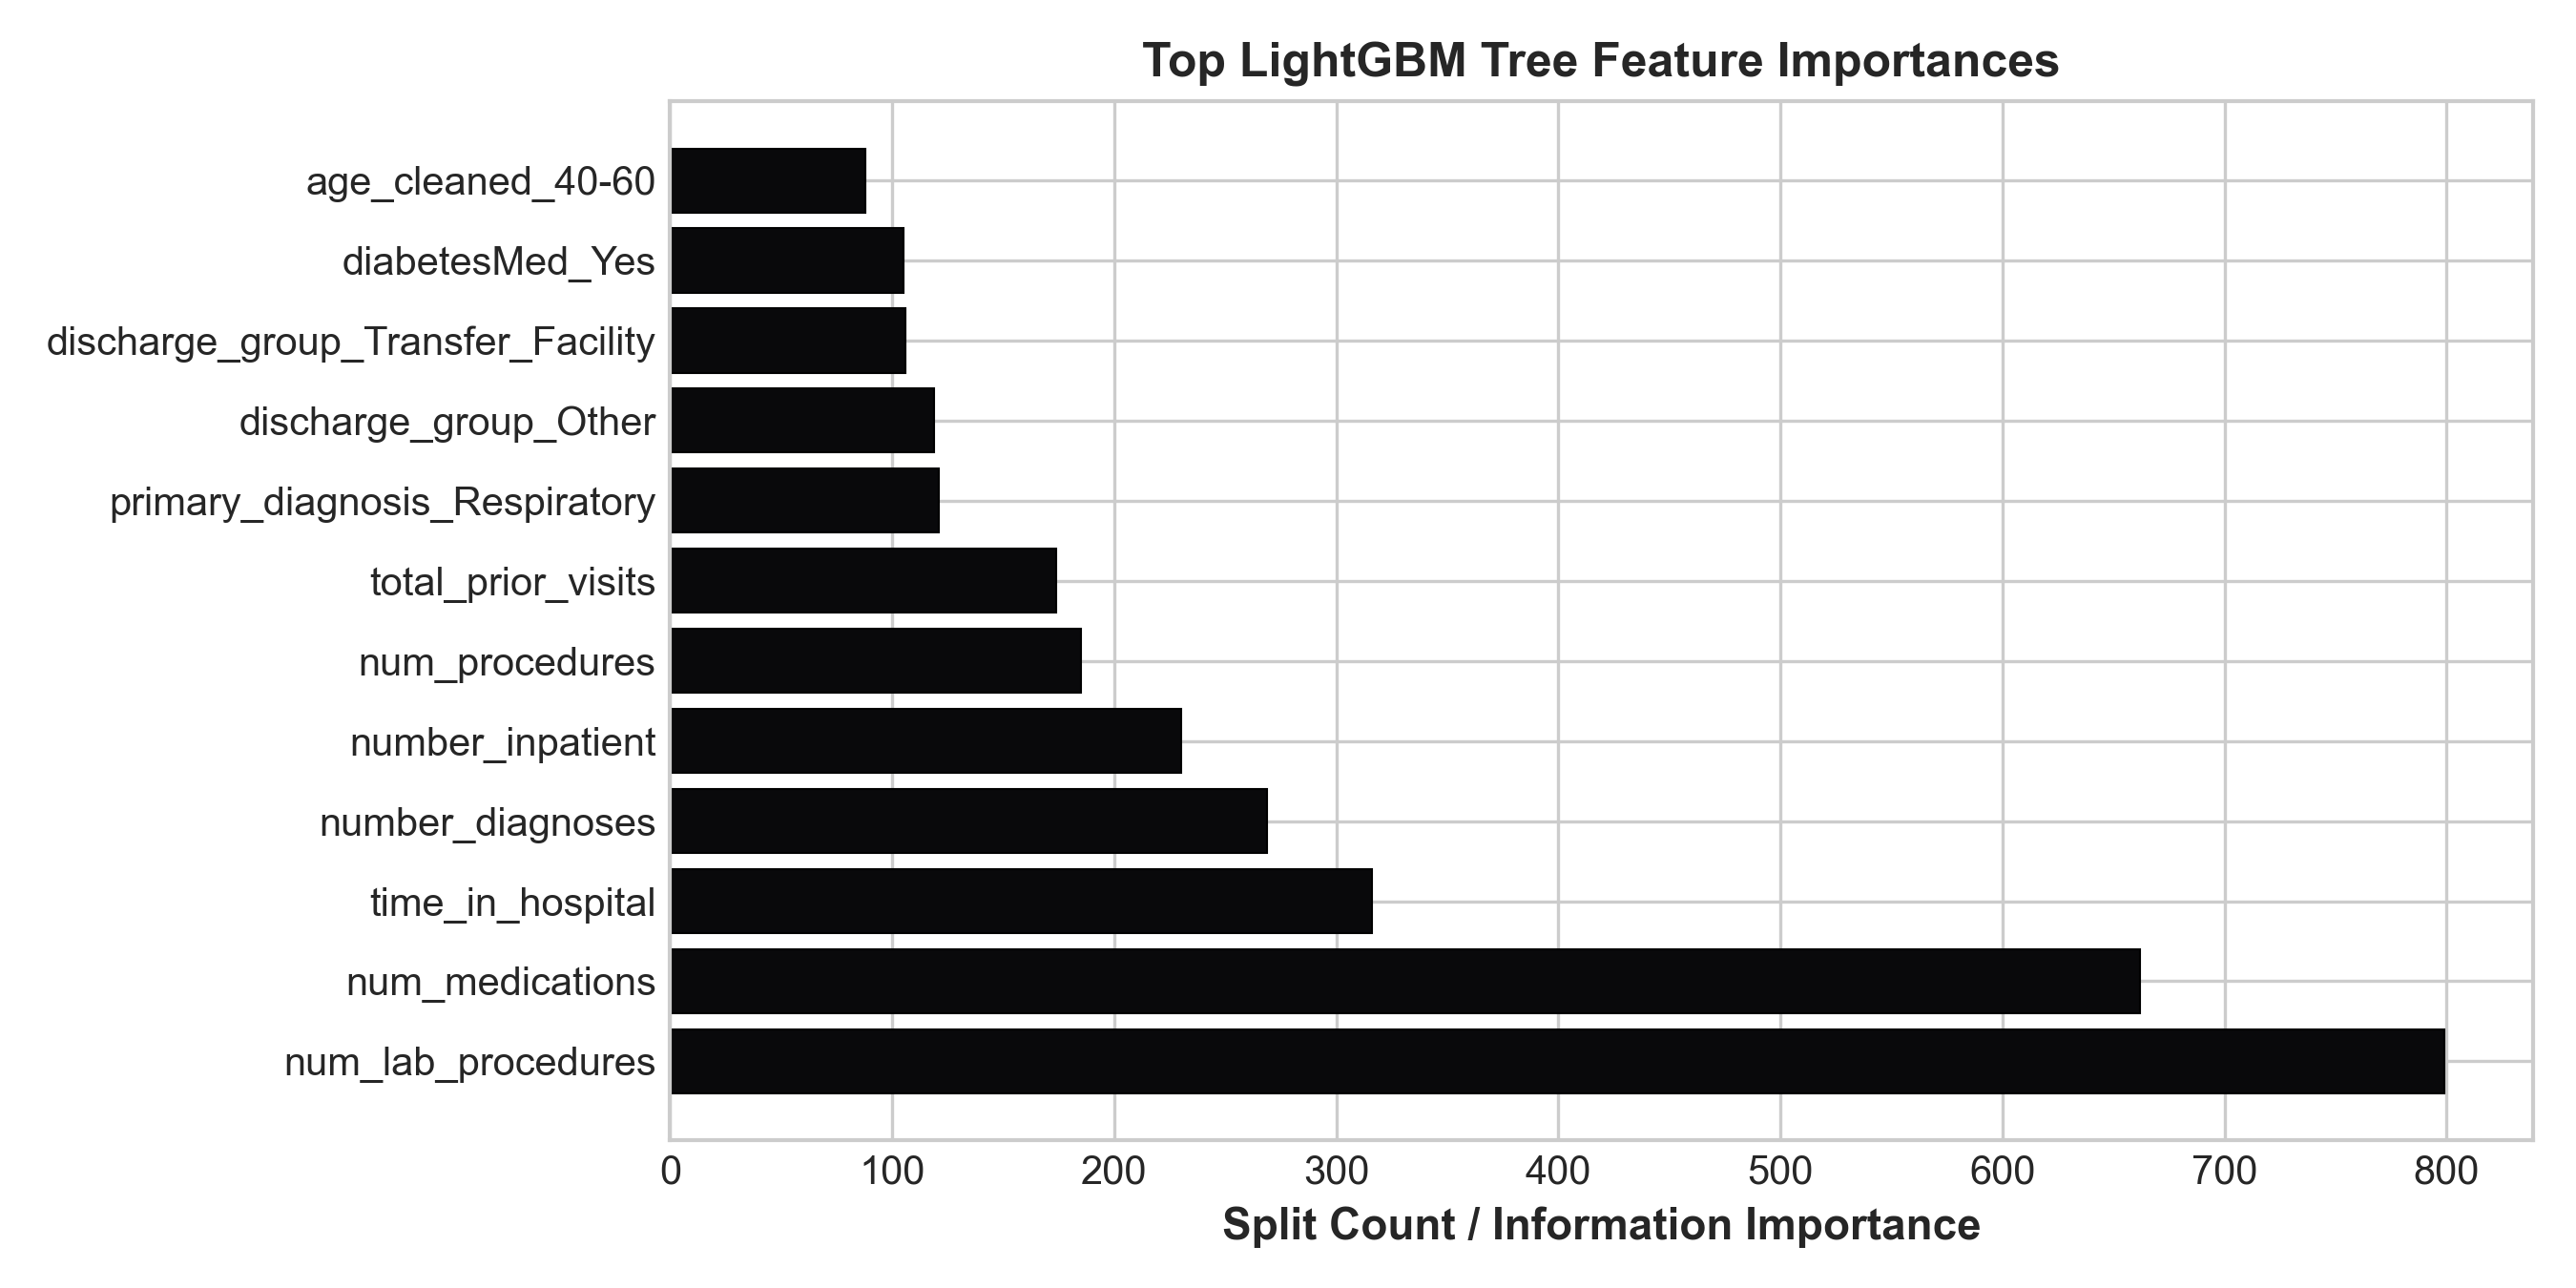 Top LightGBM Tree Feature Importances
age_cleaned_40-60
diabetesMed_Yes
discharge_group_Transfer_Facility
discharge_group_Other
primary_diagnosis_Respiratory
total_prior_visits
num_procedures
number_inpatient
number_diagnoses
time_in_hospital
num_medications
num_lab_procedures
0 100 200 300 400 500 600 700 800
Split Count / Information Importance